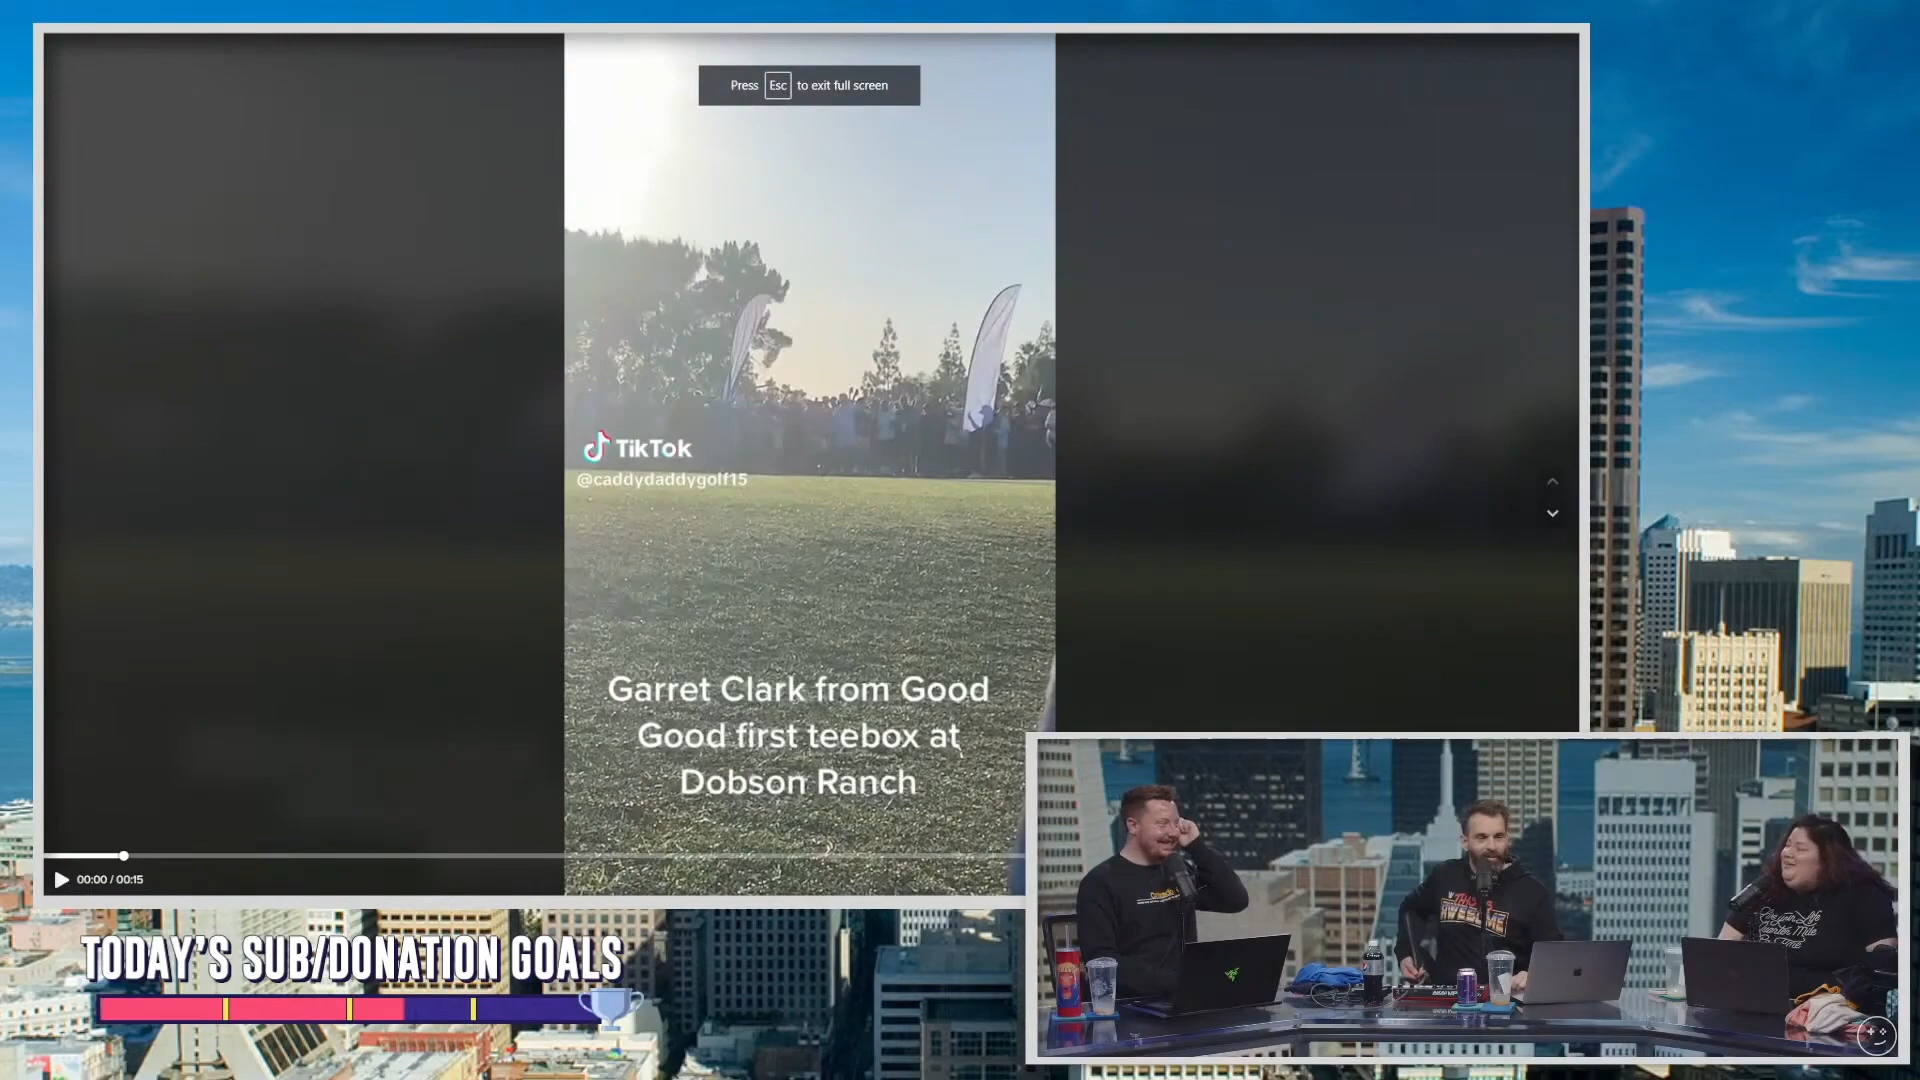 Press Esc to exit full screen
TikTok
@caddydaddygolf15
Garret Clark from Good
Good first teebox at
Dobson Ranch
00:00 / 00:15
TODAY'S SUB/DONATION GOALS
AWESOME